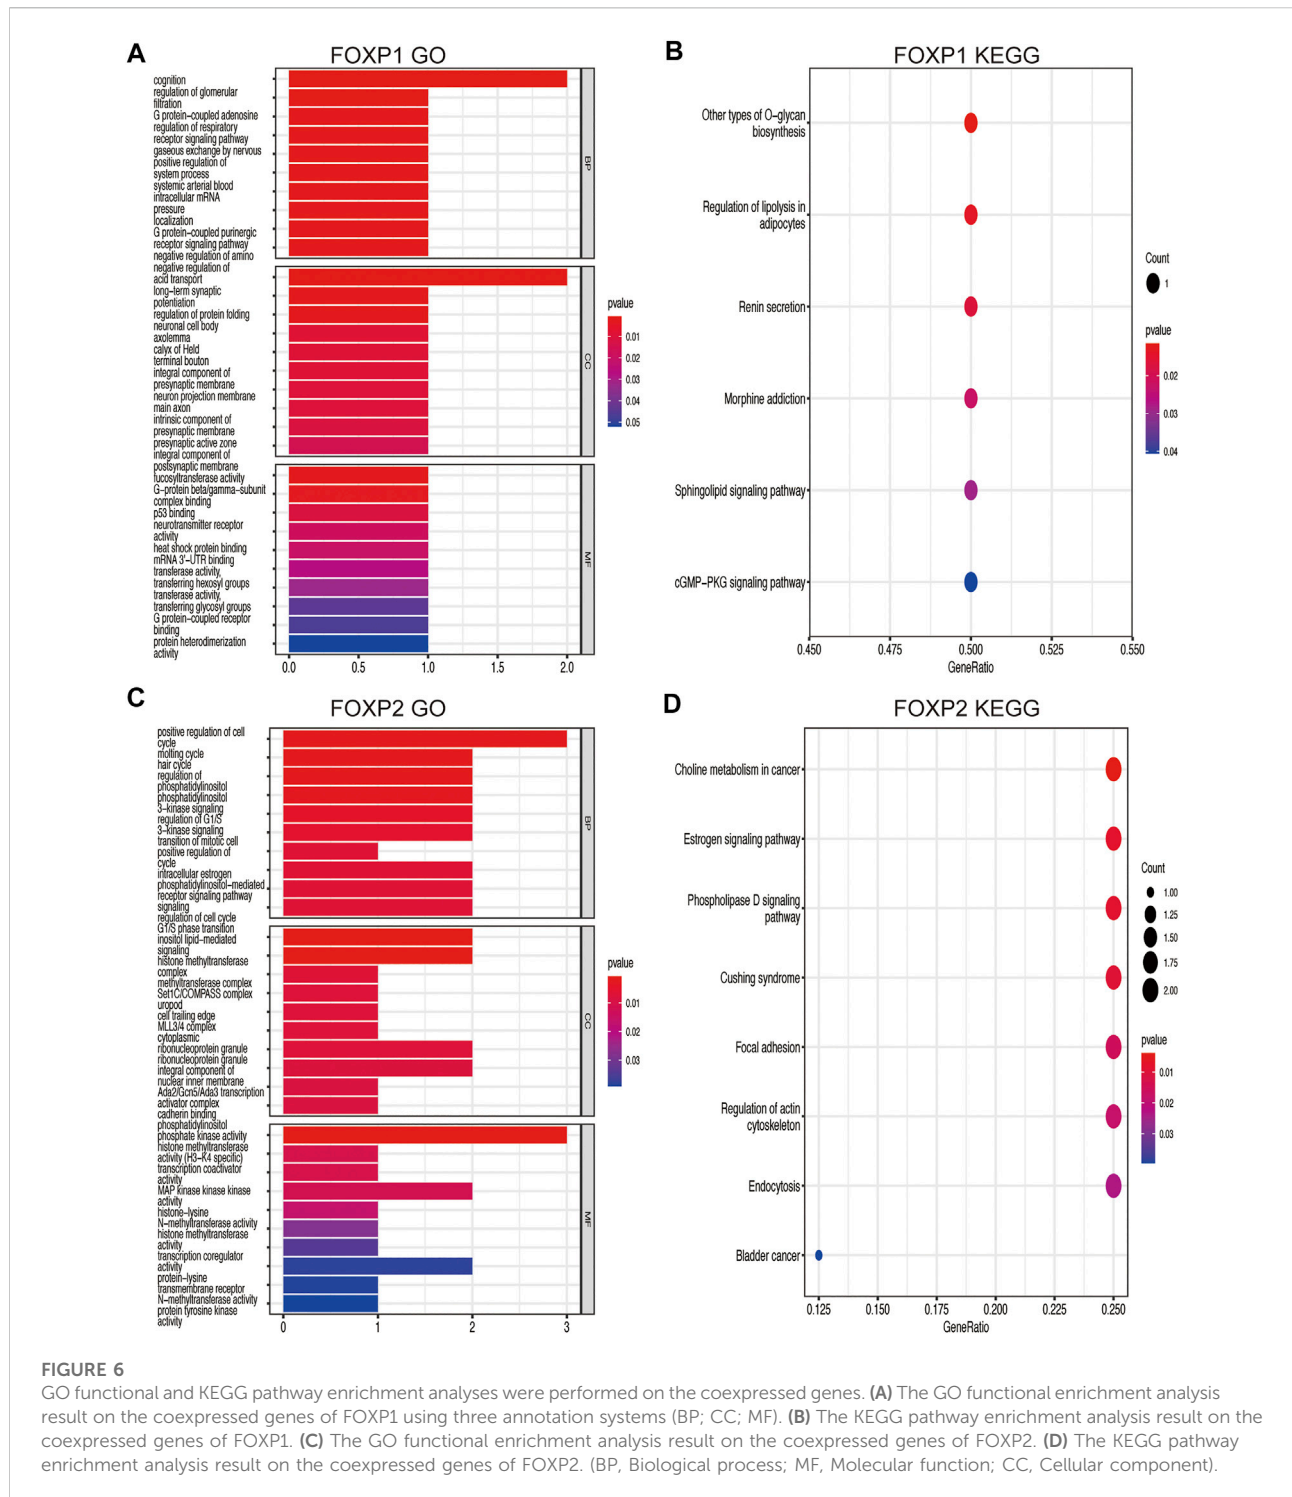 A
FOXP1 GO
cognition
regulation of glomerular
filtration
G protein-coupled adenosine
regulation of respiratory
receptor signaling pathway
gaseous exchange by nervous
positive regulation of
system process
systemic arterial blood
intracellular mRNA
pressure
localization
G protein-coupled purinergic
receptor signaling pathway
negative regulation of amino
negative regulation of
acid transport
long-term synaptic
potentiation
regulation of protein folding
neuronal cell body
axolemma
calyx of Held
terminal bouton
integral component of
presynaptic membrane
neuron projection membrane
main axon
intrinsic component of
presynaptic membrane
presynaptic active zone
integral component of
postsynaptic membrane
fucosyltransferase activity
G-protein beta/gamma-subunit
complex binding
p53 binding
neurotransmitter receptor
activity
heat shock protein binding
mRNA 3'-UTR binding
transferase activity,
transferring hexosyl groups
transferase activity,
transferring glycosyl groups
G protein-coupled receptor
binding
protein heterodimerization
activity
BP
CC
MF
0.0 0.5 1.0 1.5 2.0
pvalue
0.01
0.02
0.03
0.04
0.05
B
FOXP1 KEGG
Other types of O-glycan
biosynthesis
Regulation of lipolysis in
adipocytes
Renin secretion
Morphine addiction
Sphingolipid signaling pathway
cGMP-PKG signaling pathway
0.450 0.475 0.500 0.525 0.550
GeneRatio
Count
1
pvalue
0.02
0.03
0.04
C
FOXP2 GO
positive regulation of cell
cycle
molting cycle
hair cycle
regulation of
phosphatidylinositol
phosphatidylinositol
3-kinase signaling
regulation of G1/S
3-kinase signaling
transition of mitotic cell
positive regulation of
cycle
intracellular estrogen
phosphatidylinositol-mediated
receptor signaling pathway
signaling
regulation of cell cycle
G1/S phase transition
inositol lipid-mediated
signaling
histone methyltransferase
complex
methyltransferase complex
Set1C/COMPASS complex
uropod
cell trailing edge
MLL3/4 complex
cytoplasmic
ribonucleoprotein granule
ribonucleoprotein granule
integral component of
nuclear inner membrane
Ada2/Gcn5/Ada3 transcription
activator complex
cadherin binding
phosphatidylinositol
phosphate kinase activity
histone methyltransferase
activity (H3-K4 specific)
transcription coactivator
activity
MAP kinase kinase kinase
activity
histone-lysine
N-methyltransferase activity
histone methyltransferase
activity
transcription coregulator
activity
protein-lysine
transmembrane receptor
N-methyltransferase activity
protein tyrosine kinase
activity
BP
CC
MF
0 1 2 3
pvalue
0.01
0.02
0.03
D
FOXP2 KEGG
Choline metabolism in cancer
Estrogen signaling pathway
Phospholipase D signaling
pathway
Cushing syndrome
Focal adhesion
Regulation of actin
cytoskeleton
Endocytosis
Bladder cancer
0.125 0.150 0.175 0.200 0.225 0.250
GeneRatio
Count
1.00
1.25
1.50
1.75
2.00
pvalue
0.01
0.02
0.03
FIGURE 6
GO functional and KEGG pathway enrichment analyses were performed on the coexpressed genes. (A) The GO functional enrichment analysis
result on the coexpressed genes of FOXP1 using three annotation systems (BP; CC; MF). (B) The KEGG pathway enrichment analysis result on the
coexpressed genes of FOXP1. (C) The GO functional enrichment analysis result on the coexpressed genes of FOXP2. (D) The KEGG pathway
enrichment analysis result on the coexpressed genes of FOXP2. (BP, Biological process; MF, Molecular function; CC, Cellular component).